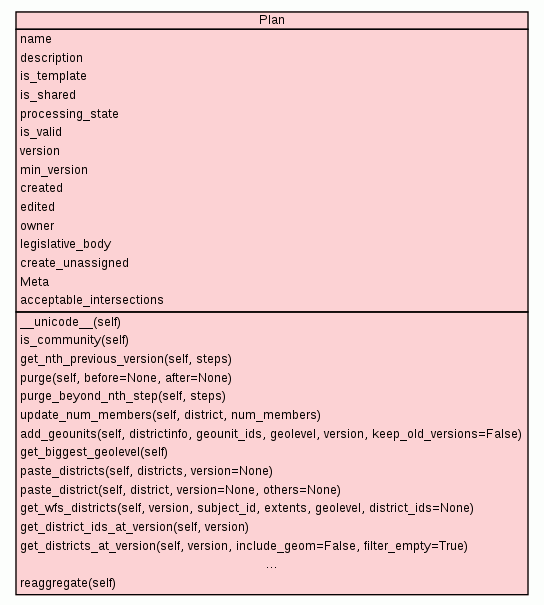 Plan
name
description
is_template
is_shared
processing_state
is_valid
version
min_version
created
edited
owner
legislative_body
create_unassigned
Meta
acceptable_intersections
__unicode__(self)
is_community(self)
get_nth_previous_version(self, steps)
purge(self, before=None, after=None)
purge_beyond_nth_step(self, steps)
update_num_members(self, district, num_members)
add_geounits(self, districtinfo, geounit_ids, geolevel, version, keep_old_versions=False)
get_biggest_geolevel(self)
paste_districts(self, districts, version=None)
paste_district(self, district, version=None, others=None)
get_wfs_districts(self, version, subject_id, extents, geolevel, district_ids=None)
get_district_ids_at_version(self, version)
get_districts_at_version(self, version, include_geom=False, filter_empty=True)
...
reaggregate(self)